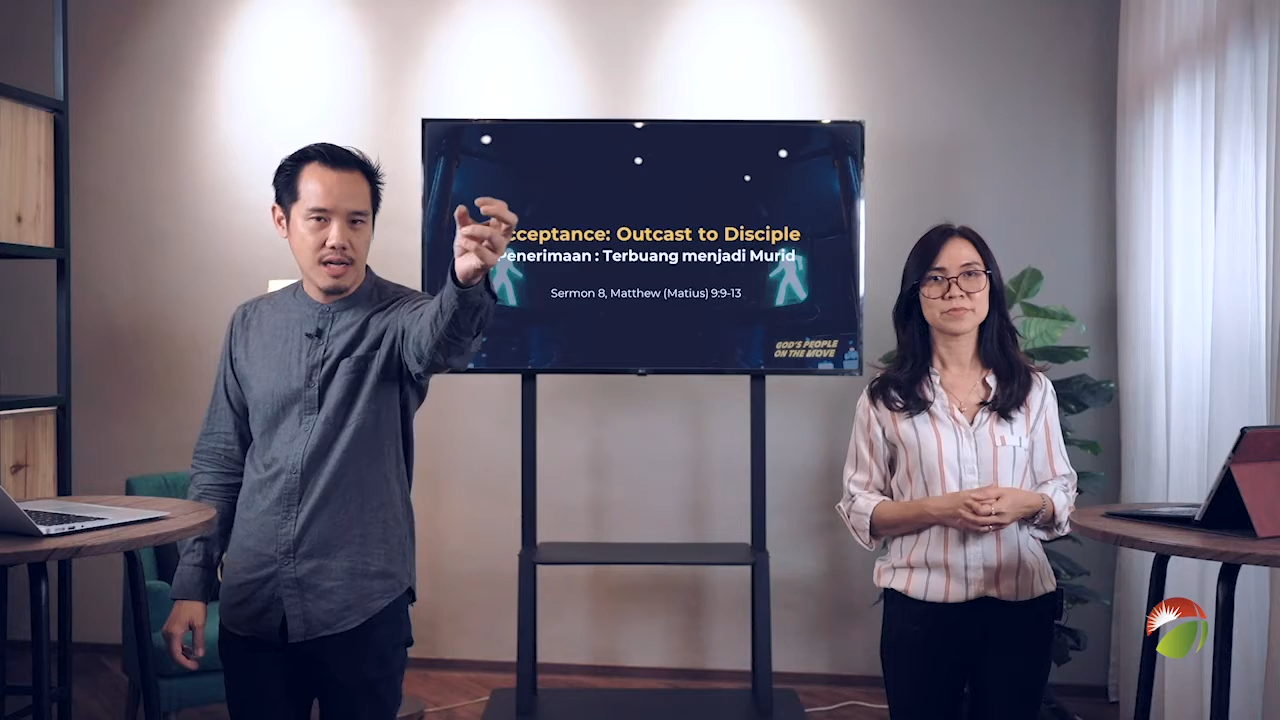 cceptance: Outcast to Disciple
Penerimaan : Terbuang menjadi Murid
Sermon 8, Matthew (Matius) 9:9-13
GOD'S PEOPLE
ON THE MOVE